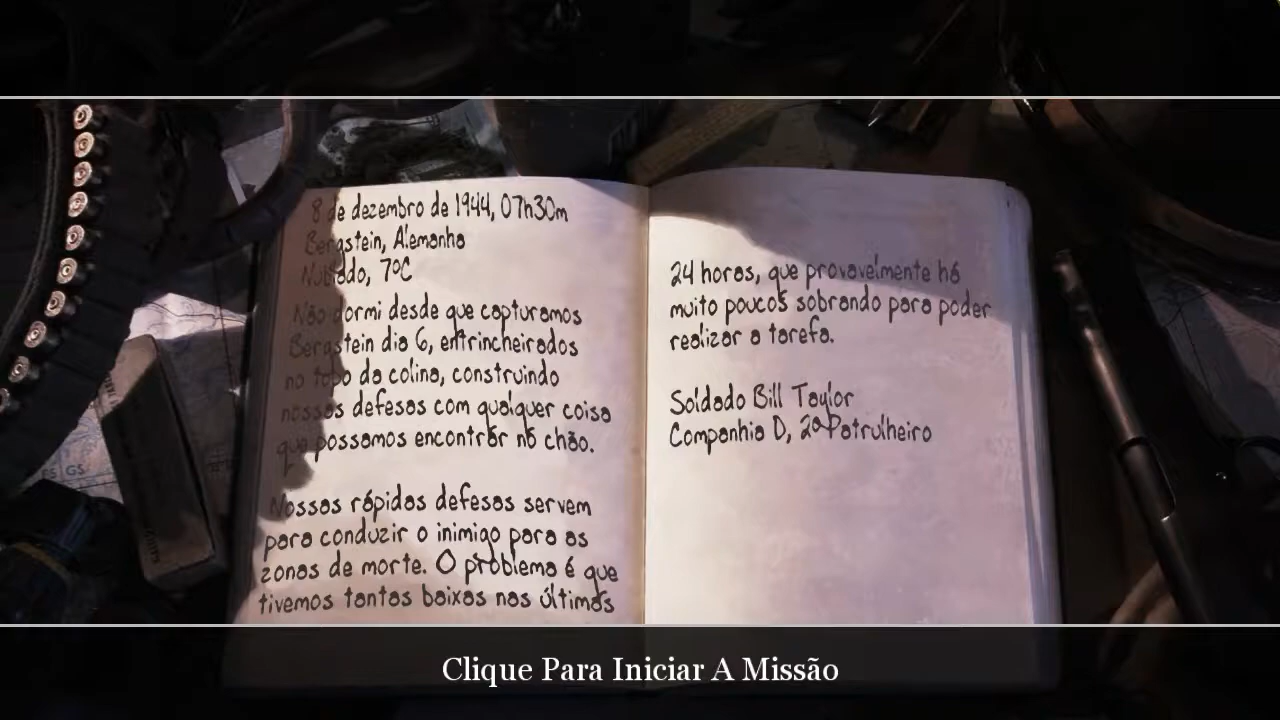 8 de dezembro de 1944, 07h30m
Bergstein, Alemanha
Nublado, 7ºC
Não dormi desde que capturamos
Bergstein dia 6, entrincheirados
no topo da colina, construindo
nossas defesas com qualquer coisa
que possamos encontrar no chão.
Nossas rápidas defesas servem
para conduzir o inimigo para as
zonas de morte. O problema é que
tivemos tantas baixas nas últimas
24 horas, que provavelmente há
muito poucos sobrando para poder
realizar a tarefa.
Soldado Bill Taylor
Companhia D, 2º Patrulheiro
Clique Para Iniciar A Missão